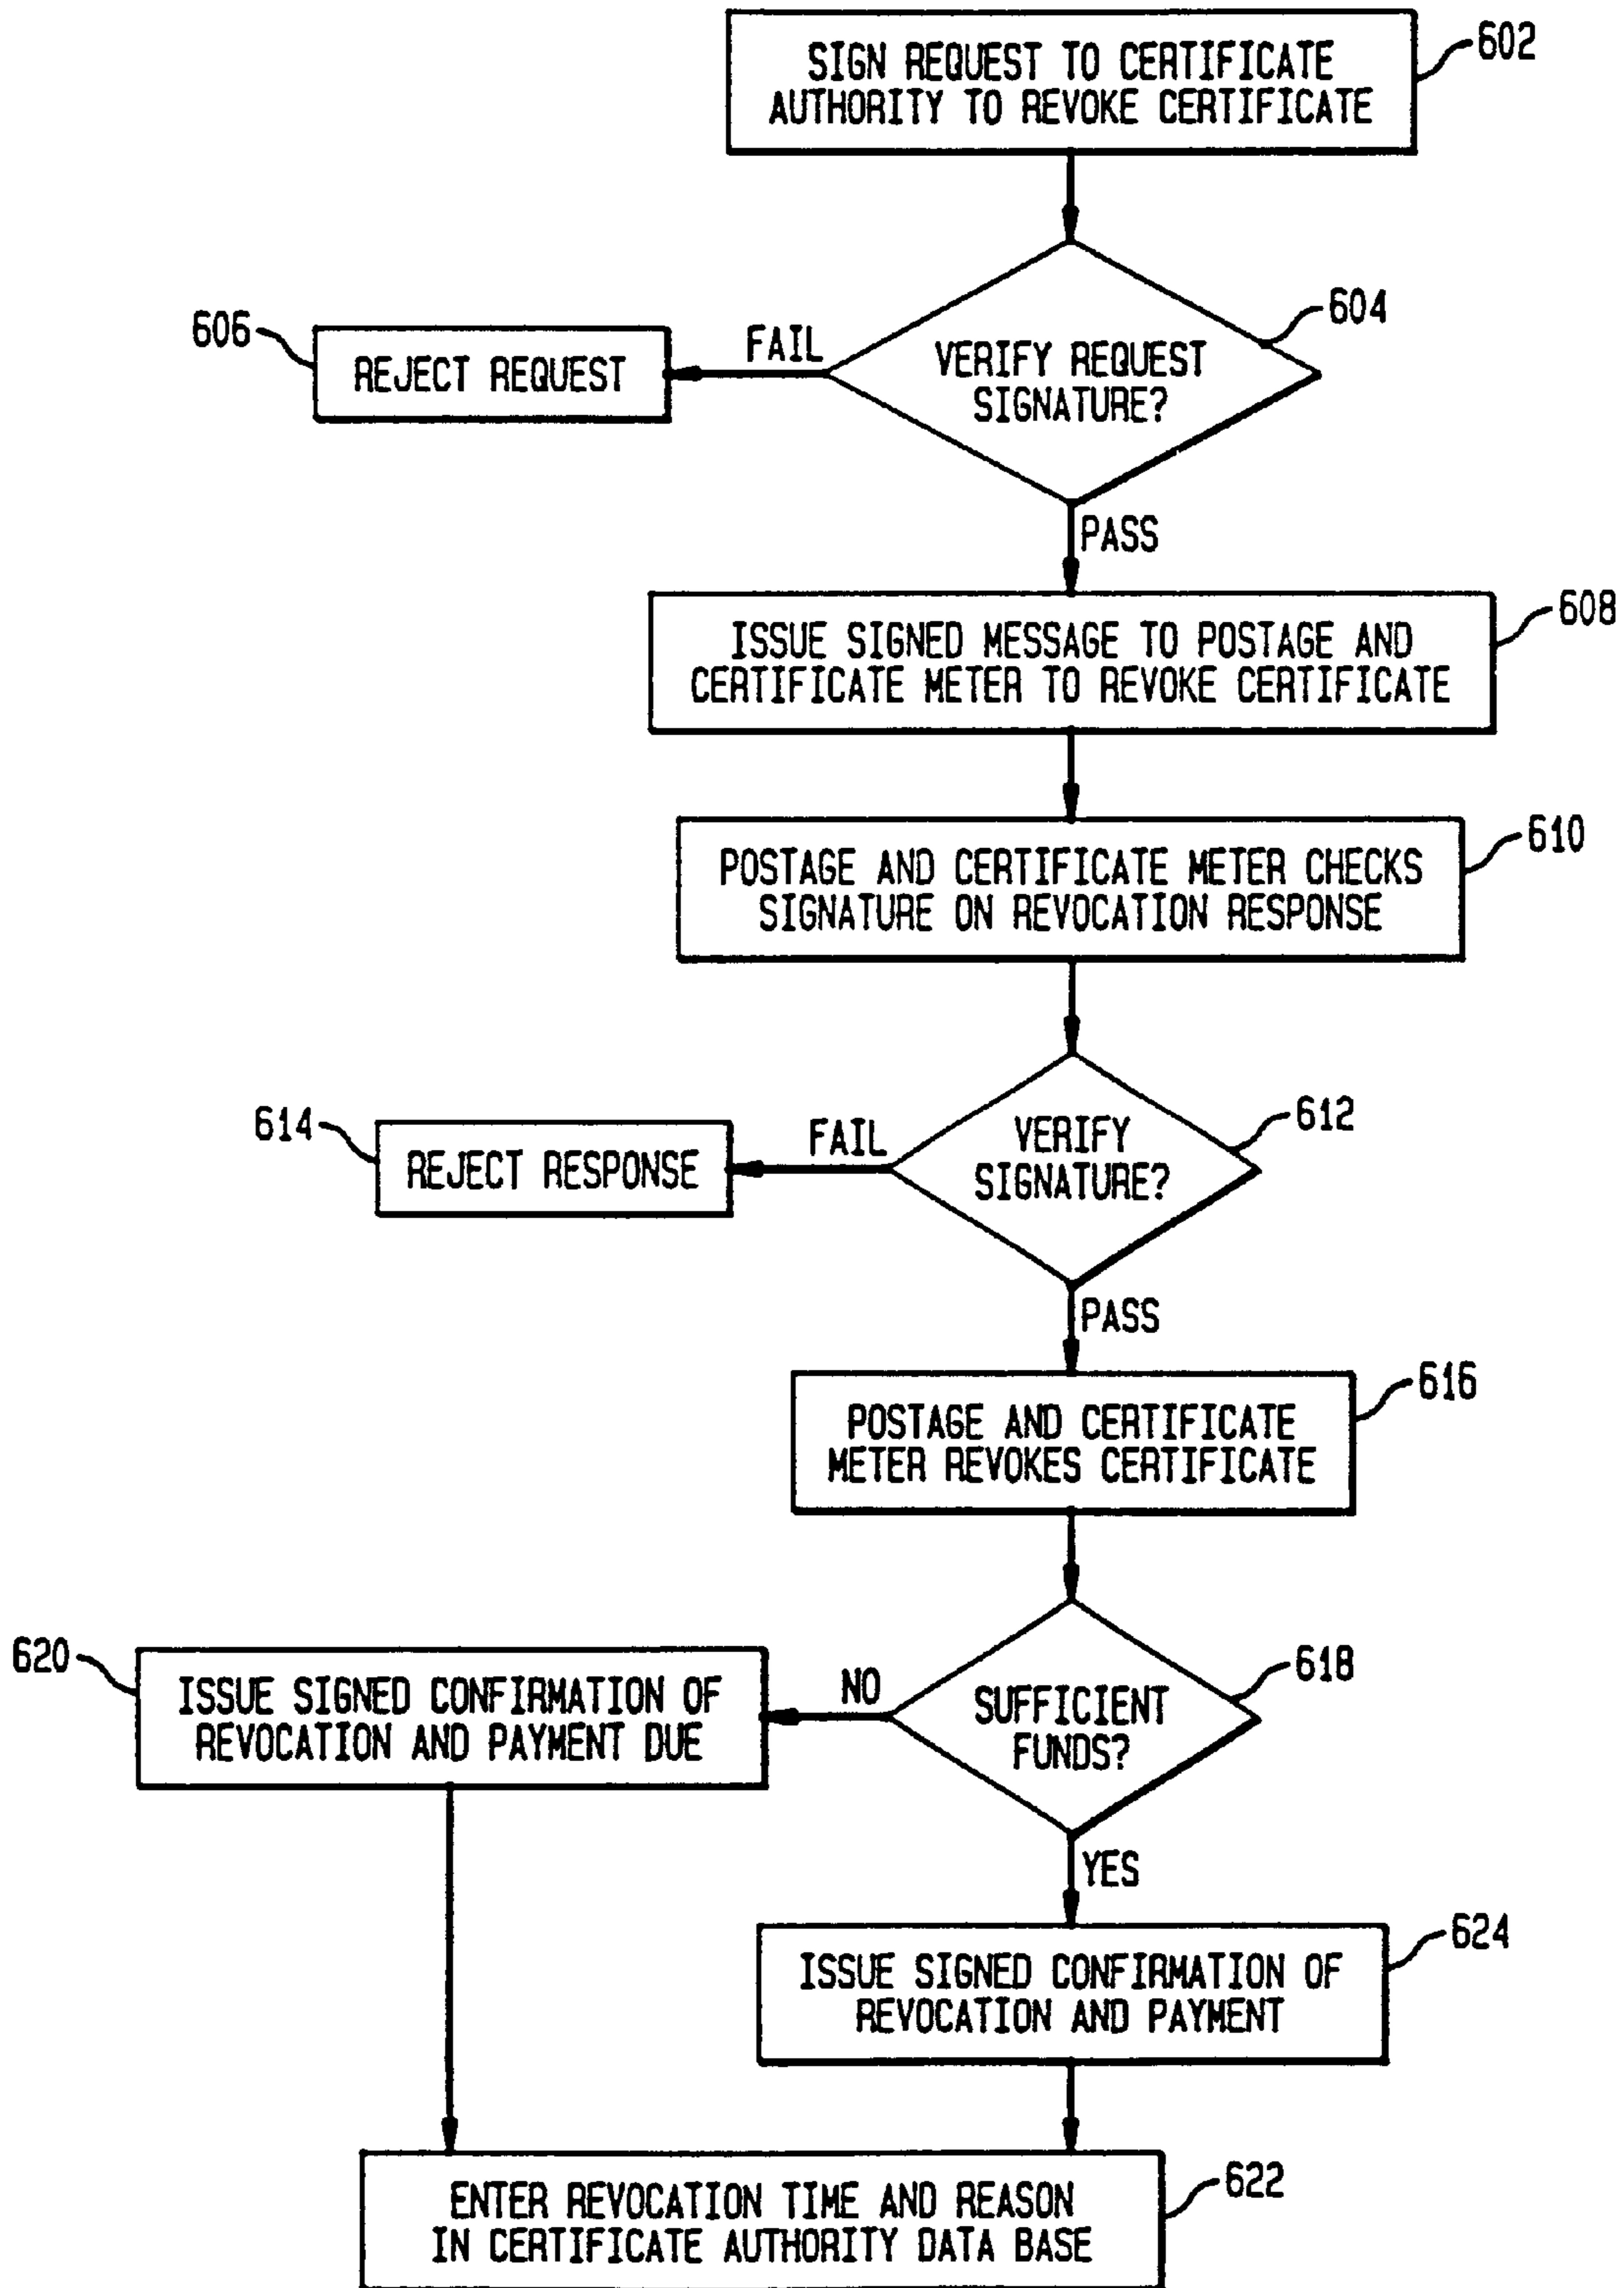 SIGN REQUEST TO CERTIFICATE
AUTHORITY TO REVOKE CERTIFICATE
602
VERIFY REQUEST
SIGNATURE?
604
FAIL
606
REJECT REQUEST
PASS
ISSUE SIGNED MESSAGE TO POSTAGE AND
CERTIFICATE METER TO REVOKE CERTIFICATE
608
POSTAGE AND CERTIFICATE METER CHECKS
SIGNATURE ON REVOCATION RESPONSE
610
VERIFY
SIGNATURE?
612
FAIL
614
REJECT RESPONSE
PASS
POSTAGE AND CERTIFICATE
METER REVOKES CERTIFICATE
616
SUFFICIENT
FUNDS?
618
NO
620
ISSUE SIGNED CONFIRMATION OF
REVOCATION AND PAYMENT DUE
YES
ISSUE SIGNED CONFIRMATION OF
REVOCATION AND PAYMENT
624
ENTER REVOCATION TIME AND REASON
IN CERTIFICATE AUTHORITY DATA BASE
622